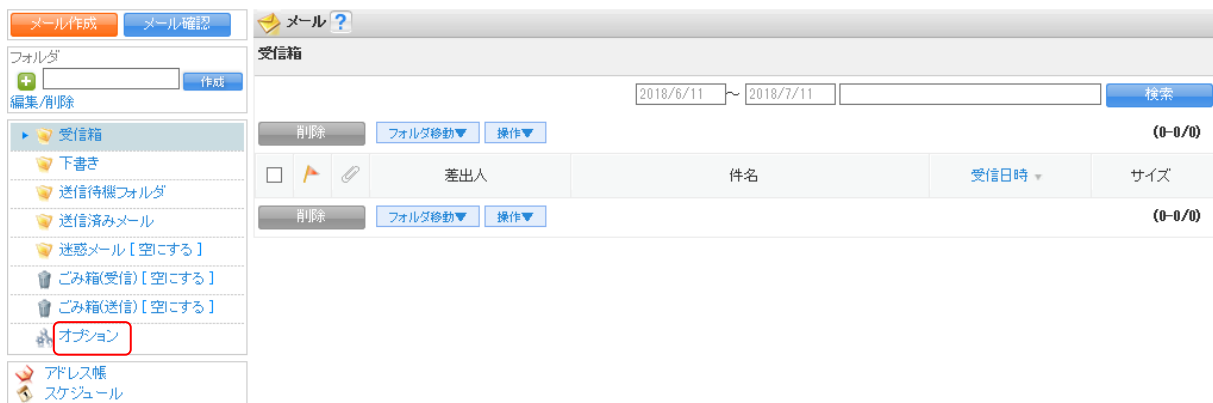 メール作成 メール確認
フォルダ
作成
編集/削除
受信箱
下書き
送信待機フォルダ
送信済みメール
迷惑メール [ 空にする ]
ごみ箱(受信) [ 空にする ]
ごみ箱(送信) [ 空にする ]
オプション
アドレス帳
スケジュール
メール ?
受信箱
2018/6/11 ～ 2018/7/11 検索
削除 フォルダ移動▼ 操作▼ (0-0/0)
差出人 件名 受信日時 ▼ サイズ
削除 フォルダ移動▼ 操作▼ (0-0/0)